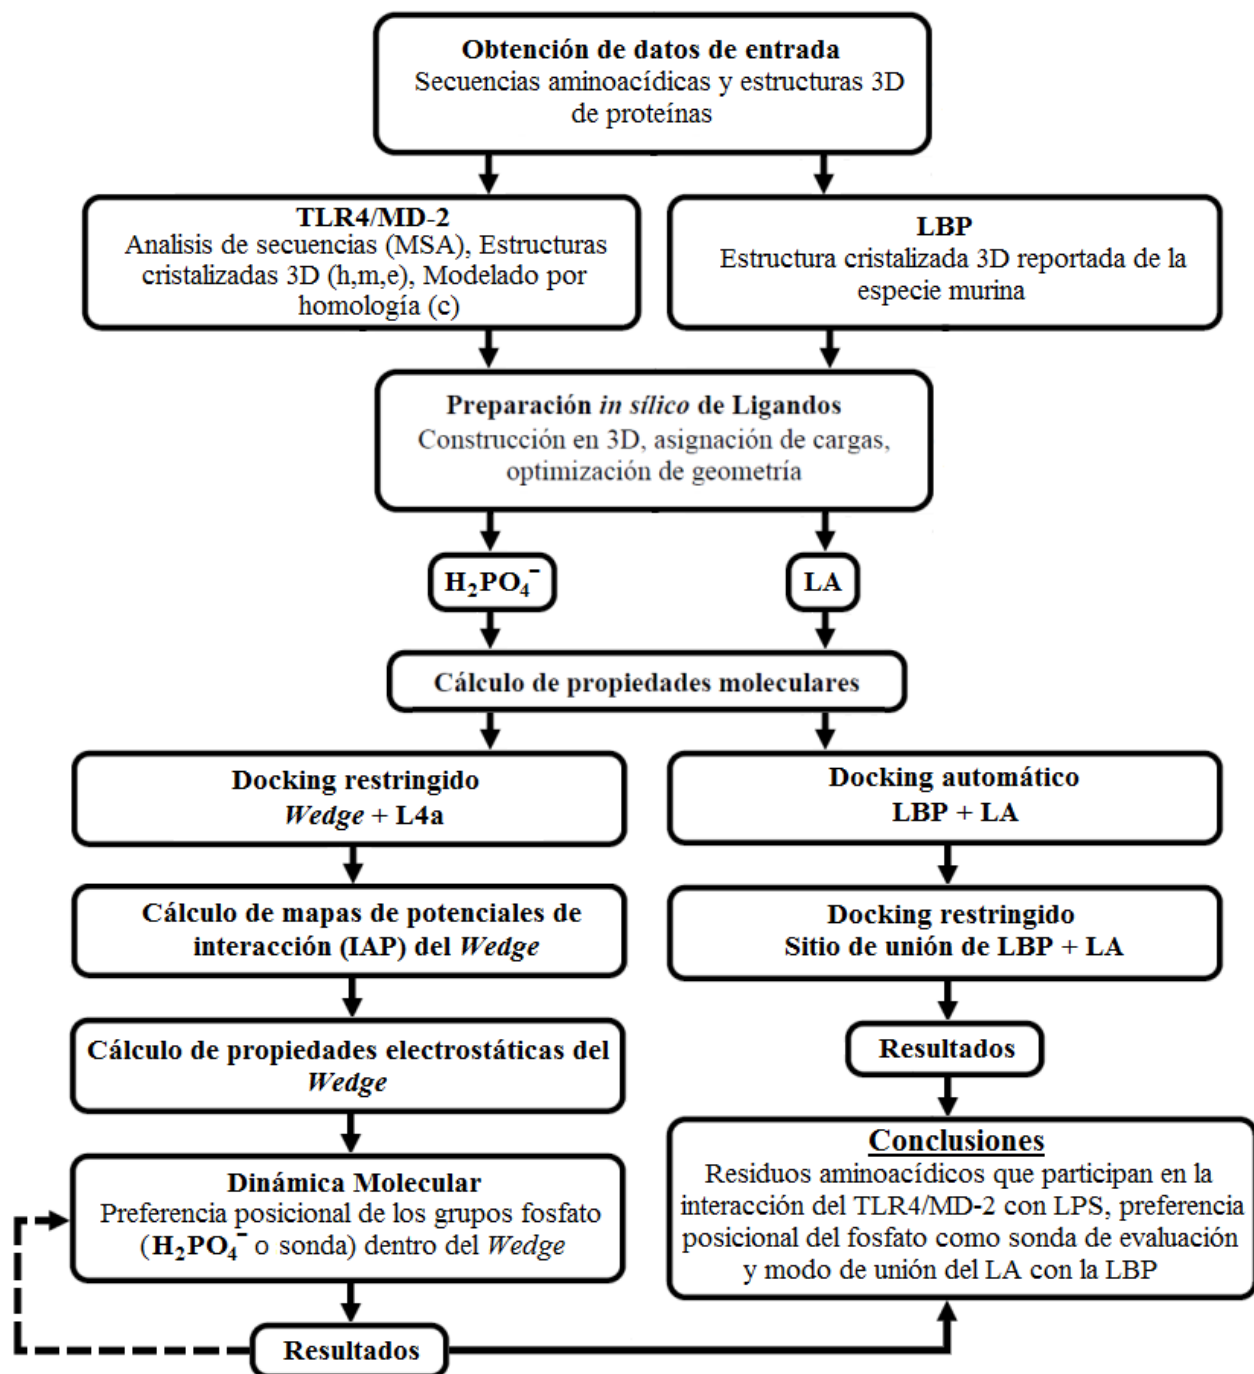 Obtención de datos de entrada
Secuencias aminoacídicas y estructuras 3D
de proteínas
TLR4/MD-2
Analisis de secuencias (MSA), Estructuras
cristalizadas 3D (h,m,e), Modelado por
homología (c)
LBP
Estructura cristalizada 3D reportada de la
especie murina
Preparación in sílico de Ligandos
Construcción en 3D, asignación de cargas,
optimización de geometría
H₂PO₄⁻
LA
Cálculo de propiedades moleculares
Docking restringido
Wedge + L4a
Cálculo de mapas de potenciales de
interacción (IAP) del Wedge
Cálculo de propiedades electrostáticas del
Wedge
Dinámica Molecular
Preferencia posicional de los grupos fosfato
(H₂PO₄⁻ o sonda) dentro del Wedge
Resultados
Docking automático
LBP + LA
Docking restringido
Sitio de unión de LBP + LA
Resultados
Conclusiones
Residuos aminoacídicos que participan en la
interacción del TLR4/MD-2 con LPS, preferencia
posicional del fosfato como sonda de evaluación
y modo de unión del LA con la LBP